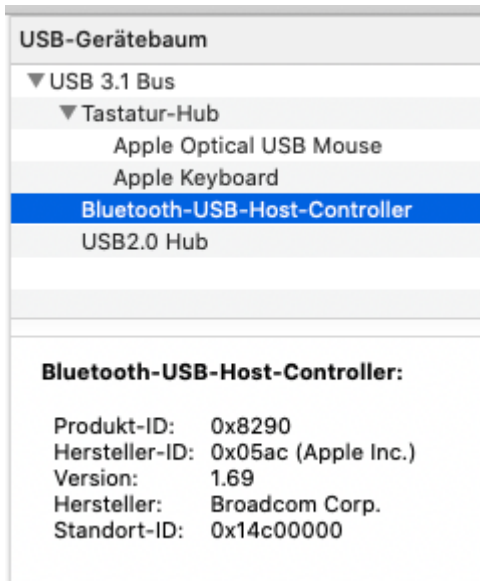 USB-Gerätebaum
USB 3.1 Bus
Tastatur-Hub
Apple Optical USB Mouse
Apple Keyboard
Bluetooth-USB-Host-Controller
USB2.0 Hub
Bluetooth-USB-Host-Controller:
Produkt-ID: 0x8290
Hersteller-ID: 0x05ac (Apple Inc.)
Version: 1.69
Hersteller: Broadcom Corp.
Standort-ID: 0x14c00000